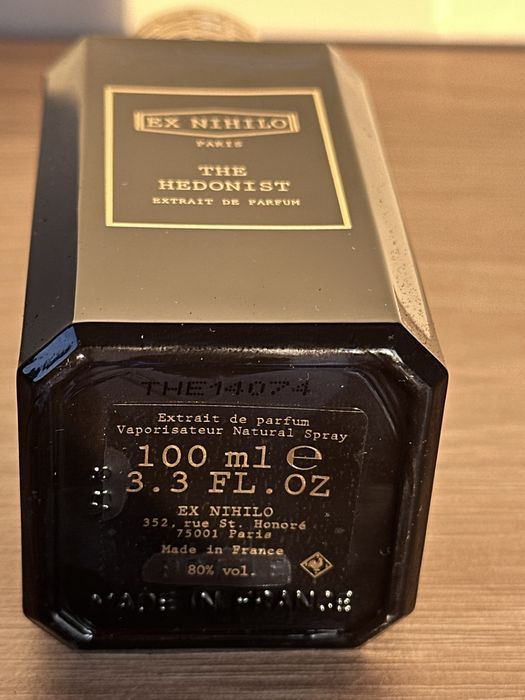 EX NIHILO
PARIS
THE
HEDONIST
EXTRAIT DE PARFUM
THE14074
Extrait de parfum
Vaporisateur Natural Spray
100 ml ℮
3.3 FL.OZ
EX NIHILO
352, rue St. Honoré
75001 Paris
Made in France
80% vol.
MADE IN FRANCE